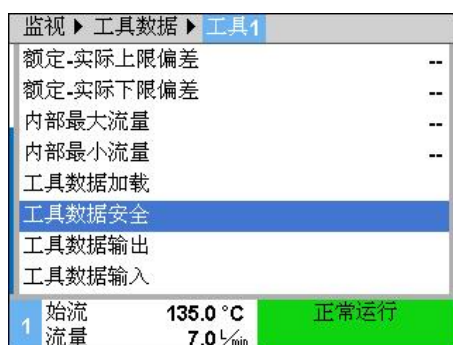 监视 ▶ 工具数据 ▶ 工具1
额定-实际上限偏差 --
额定-实际下限偏差 --
内部最大流量 --
内部最小流量 --
工具数据加载
工具数据安全
工具数据输出
工具数据输入
1 始流 135.0 °C 正常运行
流量 7.0 L/min